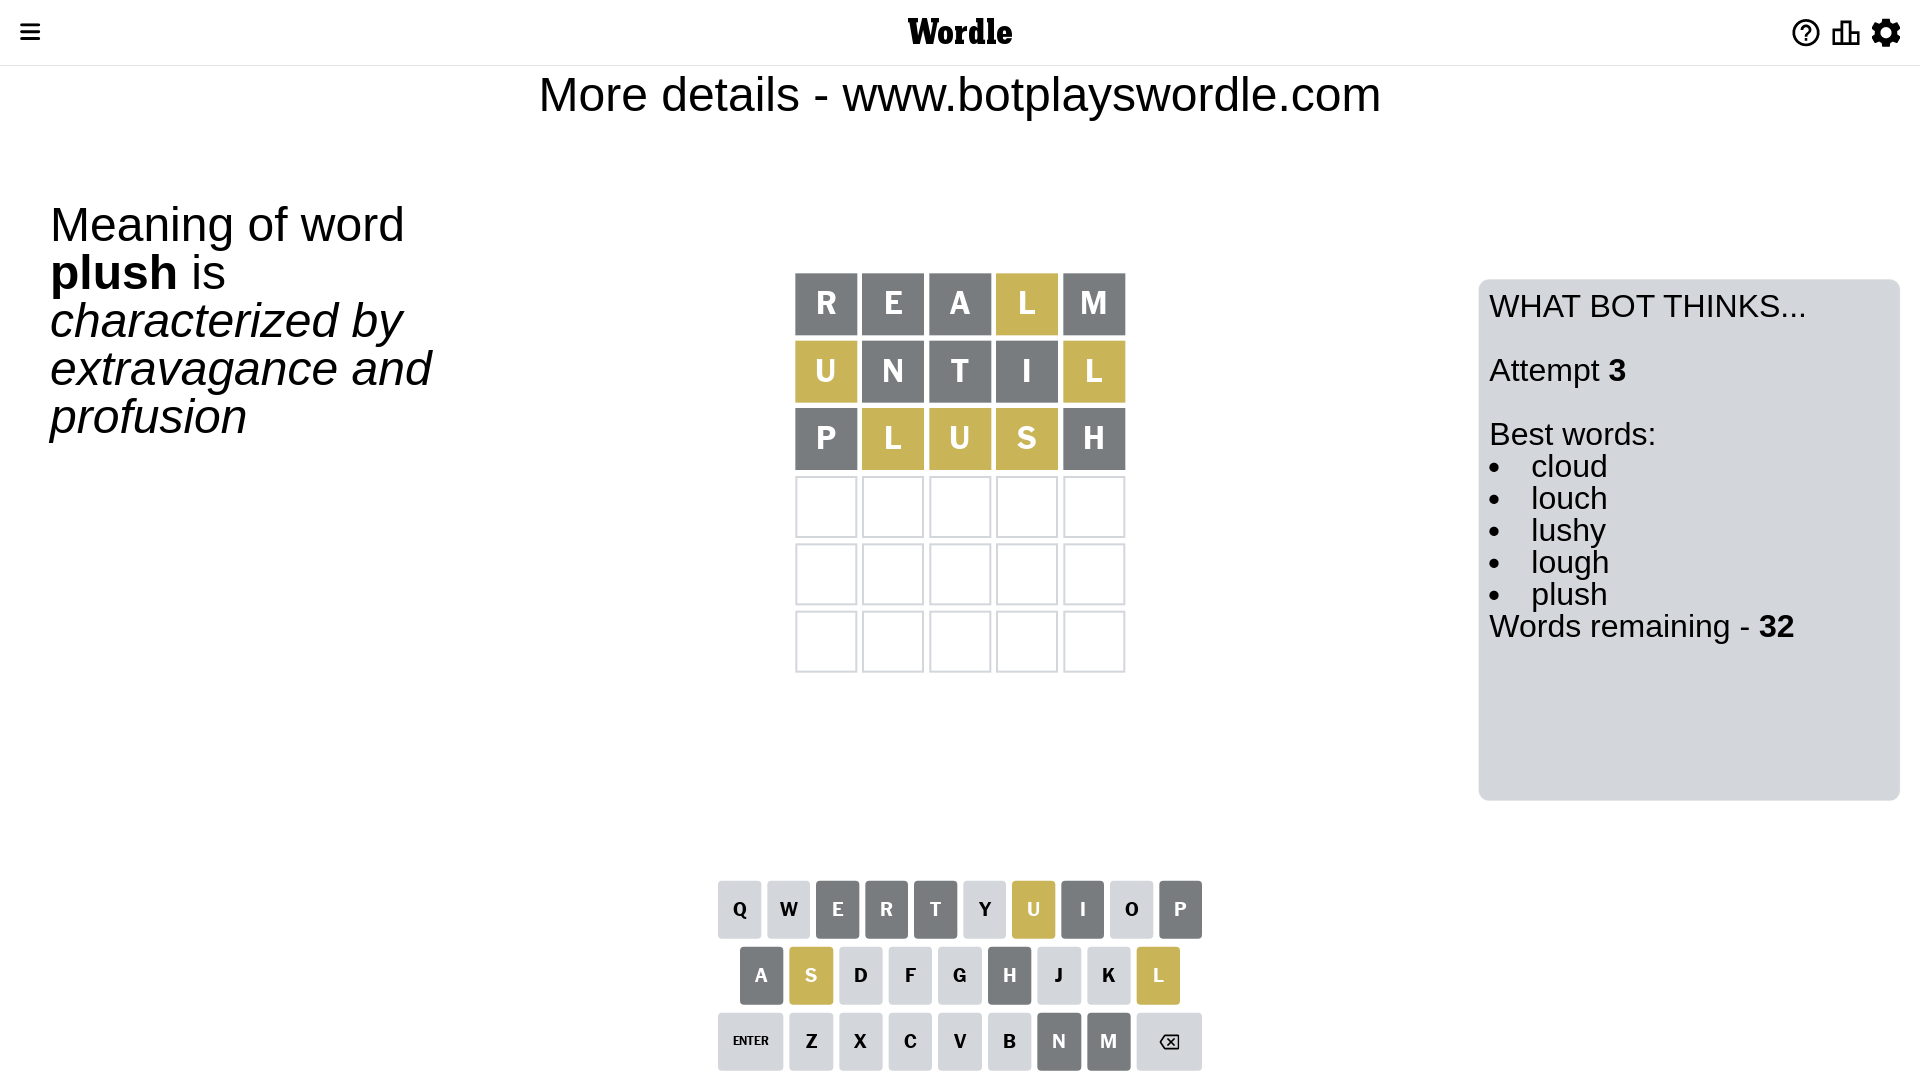 Wordle
More details - www.botplayswordle.com
Meaning of word
plush is
characterized by
extravagance and
profusion
R E A L M
U N T I L
P L U S H
WHAT BOT THINKS...
Attempt 3
Best words:
• cloud
• louch
• lushy
• lough
• plush
Words remaining - 32
Q W E R T Y U I O P
A S D F G H J K L
ENTER Z X C V B N M